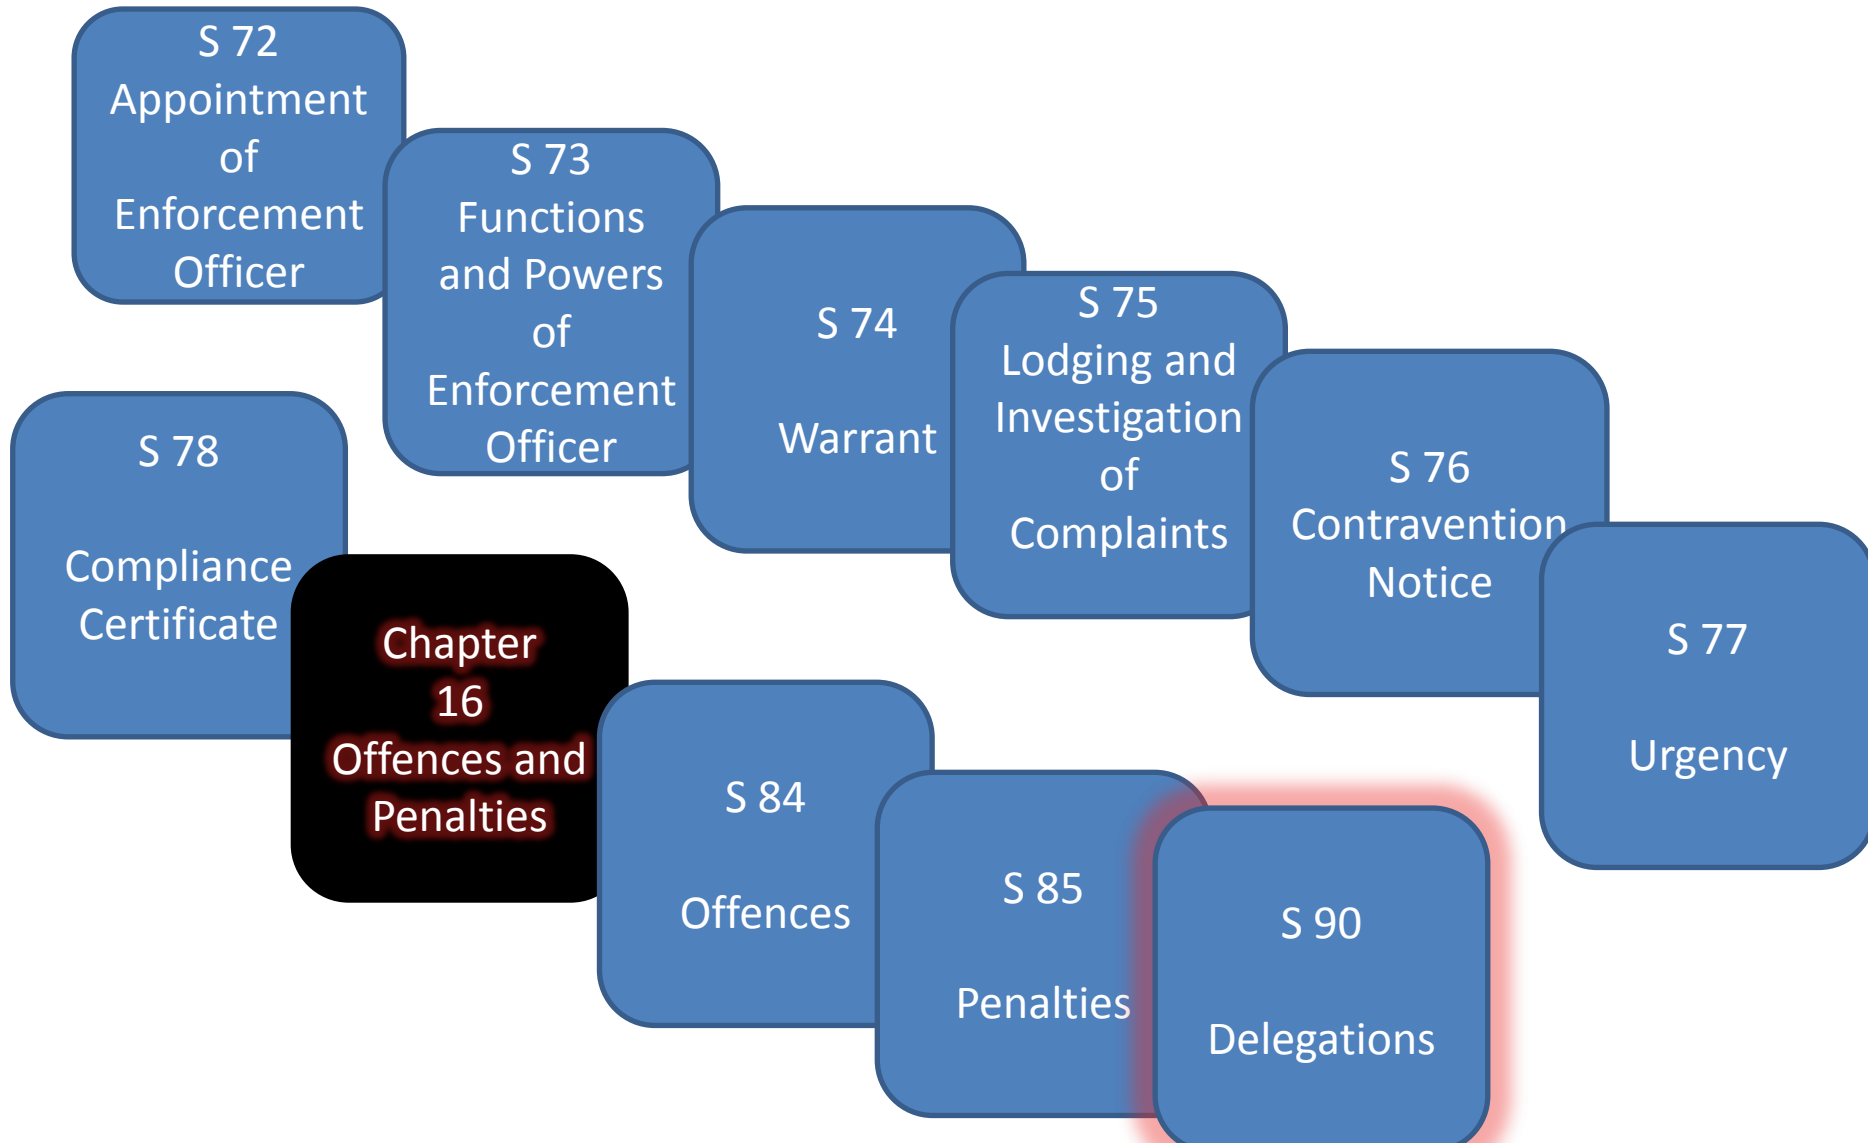 S 72
Appointment
of
Enforcement
Officer
S 73
Functions
and Powers
of
Enforcement
Officer
S 74
Warrant
S 75
Lodging and
Investigation
of
Complaints
S 76
Contravention
Notice
S 77
Urgency
S 78
Compliance
Certificate
Chapter
16
Offences and
Penalties
S 84
Offences
S 85
Penalties
S 90
Delegations